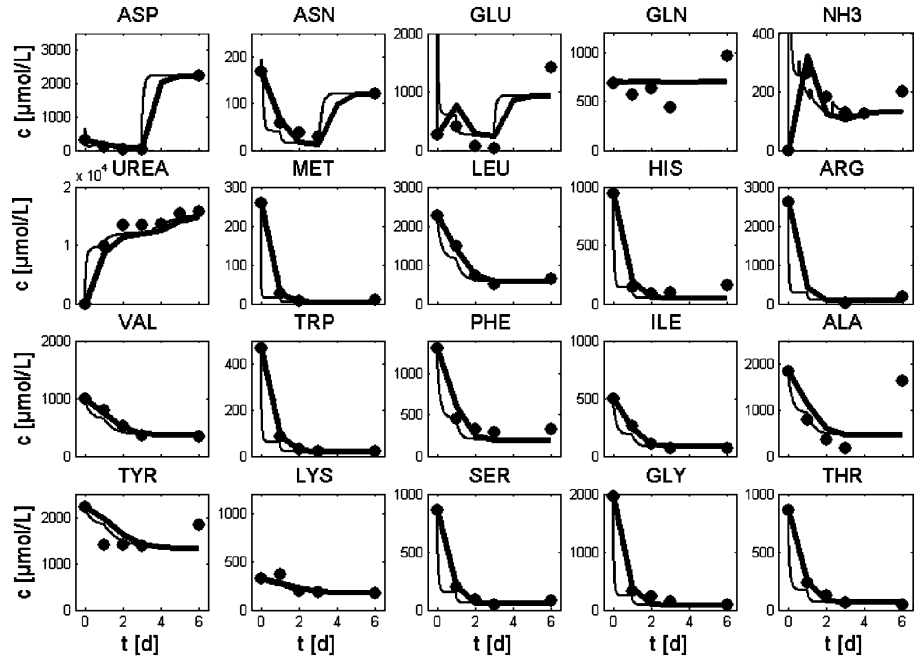 ASP ASN GLU GLN NH3
c [µmol/L] 3000 2000 1000 0
200 100 0
2000 1000 0
1000 500 0
400 200 0
x 10⁴ UREA MET LEU HIS ARG
c [µmol/L] 2 1 0
300 200 100 0
3000 2000 1000 0
1000 500 0
3000 2000 1000 0
VAL TRP PHE ILE ALA
c [µmol/L] 2000 1000 0
400 200 0
1000 500 0
1000 500 0
2000 1000 0
TYR LYS SER GLY THR
c [µmol/L] 2000 1000 0
1000 500 0
1000 500 0
2000 1000 0
1000 500 0
0 2 4 6 0 2 4 6 0 2 4 6 0 2 4 6 0 2 4 6
t [d] t [d] t [d] t [d] t [d]